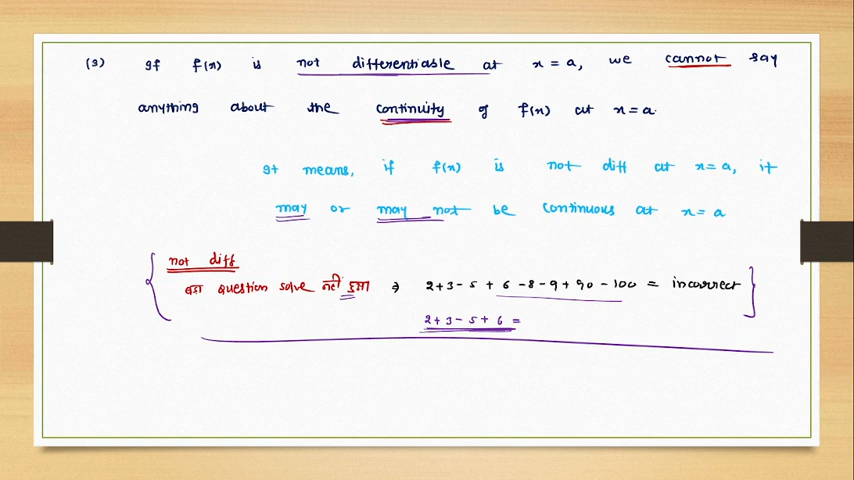 (3) If f(x) is not differentiable at x = a, we cannot say
anything about the continuity of f(x) at x = a.
It means, if f(x) is not diff at x = a, it
may or may not be continuous at x = a
not diff
बड़ा question solve नहीं हुआ → 2+3-5+6-8-9+90-100 = incorrect
2+3-5+6 =